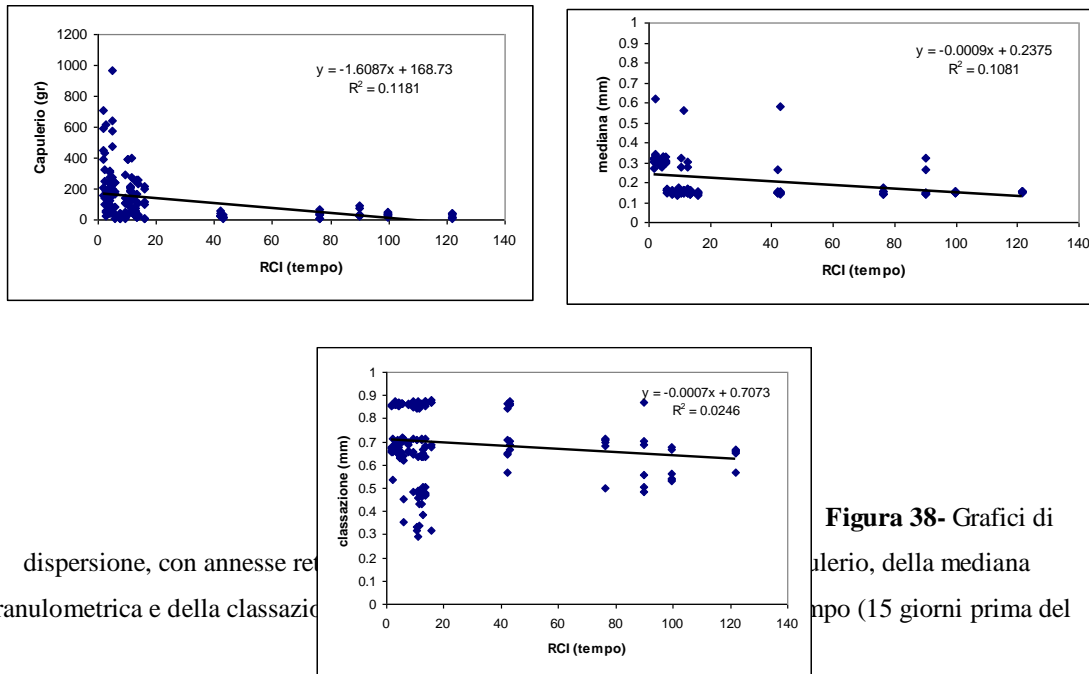 1200
1000
800
600
400
200
0
Capulerio (gr)
y = -1.6087x + 168.73
R² = 0.1181
0 20 40 60 80 100 120 140
RCI (tempo)
1
0.9
0.8
0.7
0.6
0.5
0.4
0.3
0.2
0.1
0
mediana (mm)
y = -0.0009x + 0.2375
R² = 0.1081
0 20 40 60 80 100 120 140
RCI (tempo)
1
0.9
0.8
0.7
0.6
0.5
0.4
0.3
0.2
0.1
0
classazione (mm)
y = -0.0007x + 0.7073
R² = 0.0246
0 20 40 60 80 100 120 140
RCI (tempo)
Figura 38- Grafici di
dispersione, con annesse ret ulerio, della mediana
ranulometrica e della classazio mpo (15 giorni prima del